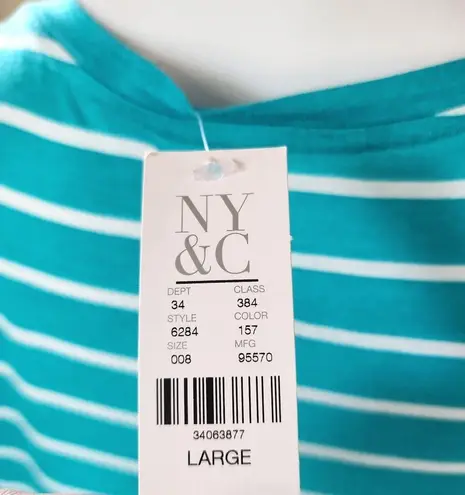 NY
&C
DEPT CLASS
34 384
STYLE COLOR
6284 157
SIZE MFG
008 95570
34063877
LARGE